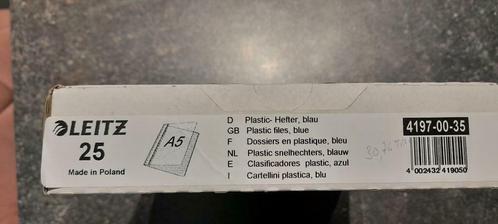 LEITZ
25
Made in Poland
A5
D Plastic- Hefter, blau
GB Plastic files, blue
F Dossiers en plastique, bleu
NL Plastic snelhechters, blauw
E Clasificadores plastic, azul
I Cartellini plastica, blu
4197-00-35
4 002432 419050